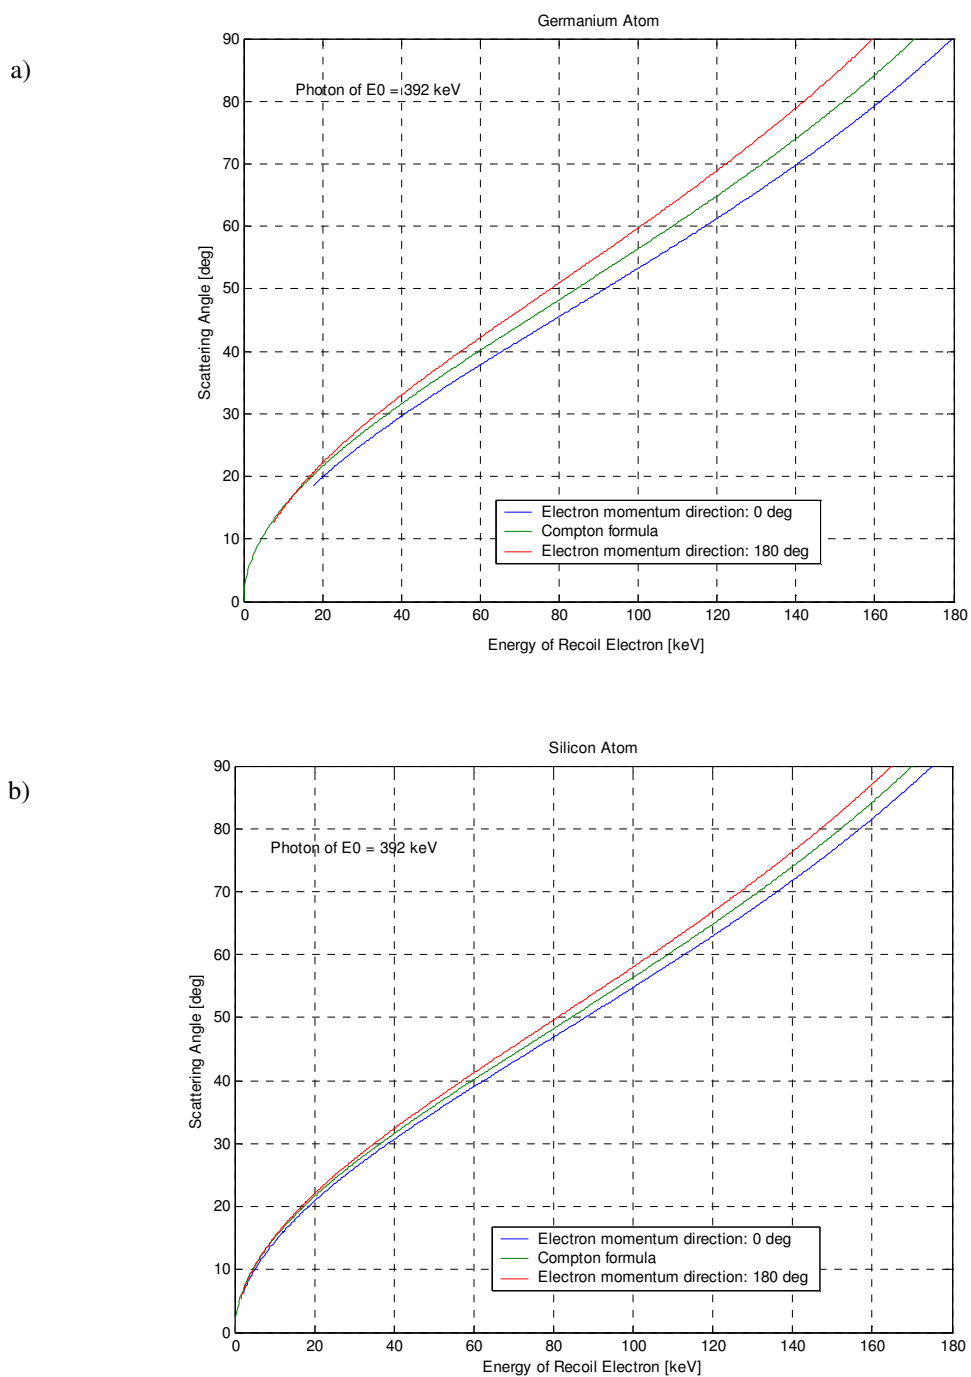 a)
Germanium Atom
90
80
70
60
50
40
30
20
10
0
Photon of E0 = 392 keV
Scattering Angle [deg]
Electron momentum direction: 0 deg
Compton formula
Electron momentum direction: 180 deg
0 20 40 60 80 100 120 140 160 180
Energy of Recoil Electron [keV]
b)
Silicon Atom
90
80
70
60
50
40
30
20
10
0
Photon of E0 = 392 keV
Scattering Angle [deg]
Electron momentum direction: 0 deg
Compton formula
Electron momentum direction: 180 deg
0 20 40 60 80 100 120 140 160 180
Energy of Recoil Electron [keV]